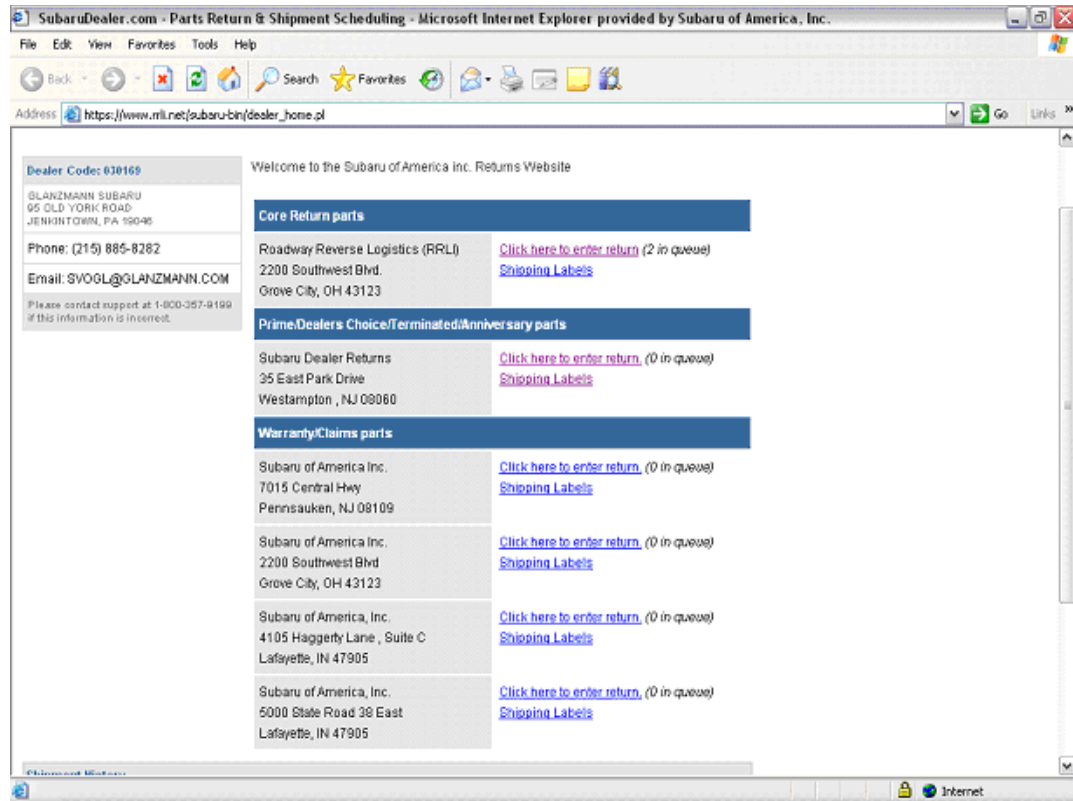 SubaruDealer.com - Parts Return & Shipment Scheduling - Microsoft Internet Explorer provided by Subaru of America, Inc.
File Edit View Favorites Tools Help
Back Search Favorites
Address https://www.rrli.net/subaru-bin/dealer_home.pl Go Links
Dealer Code: 030169
GLANZMANN SUBARU
95 OLD YORK ROAD
JENKINTOWN, PA 19046
Phone: (215) 885-8282
Email: SVOGL@GLANZMANN.COM
Please contact support at 1-800-357-9199
if this information is incorrect.
Welcome to the Subaru of America inc. Returns Website
Core Return parts
Roadway Reverse Logistics (RRLI) Click here to enter return (2 in queue)
2200 Southwest Blvd. Shipping Labels
Grove City, OH 43123
Prime/Dealers Choice/Terminated/Anniversary parts
Subaru Dealer Returns Click here to enter return. (0 in queue)
35 East Park Drive Shipping Labels
Westampton , NJ 08060
Warranty/Claims parts
Subaru of America Inc. Click here to enter return. (0 in queue)
7015 Central Hwy Shipping Labels
Pennsauken, NJ 08109
Subaru of America Inc. Click here to enter return. (0 in queue)
2200 Southwest Blvd Shipping Labels
Grove City, OH 43123
Subaru of America, Inc. Click here to enter return. (0 in queue)
4105 Haggerty Lane , Suite C Shipping Labels
Lafayette, IN 47905
Subaru of America, Inc. Click here to enter return. (0 in queue)
5000 State Road 38 East Shipping Labels
Lafayette, IN 47905
Shipment History
Internet